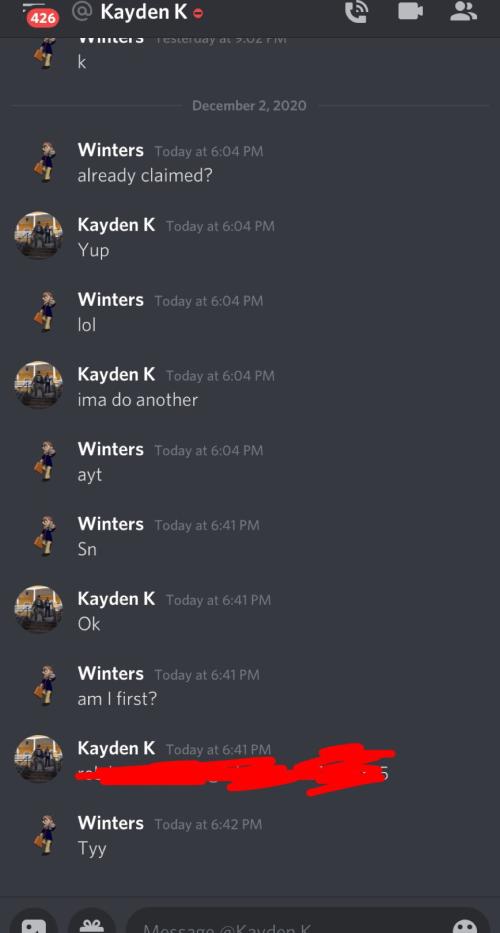 426
@ Kayden K
Winters Yesterday at 9:02 PM
k
December 2, 2020
Winters Today at 6:04 PM
already claimed?
Kayden K Today at 6:04 PM
Yup
Winters Today at 6:04 PM
lol
Kayden K Today at 6:04 PM
ima do another
Winters Today at 6:04 PM
ayt
Winters Today at 6:41 PM
Sn
Kayden K Today at 6:41 PM
Ok
Winters Today at 6:41 PM
am I first?
Kayden K Today at 6:41 PM
Winters Today at 6:42 PM
Tyy
Message @Kayden K